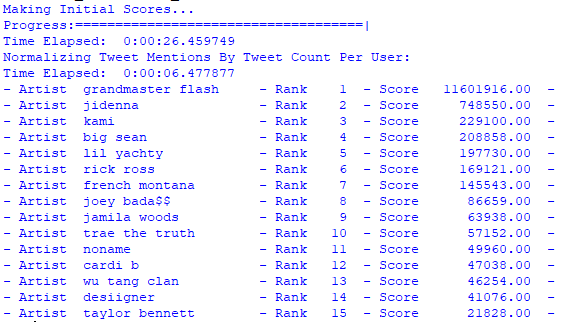 Making Initial Scores...
Progress:====================================|
Time Elapsed:  0:00:26.459749
Normalizing Tweet Mentions By Tweet Count Per User:
Time Elapsed:  0:00:06.477877
- Artist  grandmaster flash     - Rank    1  - Score    11601916.00  -
- Artist  jidenna               - Rank    2  - Score      748550.00  -
- Artist  kami                  - Rank    3  - Score      229100.00  -
- Artist  big sean              - Rank    4  - Score      208858.00  -
- Artist  lil yachty            - Rank    5  - Score      197730.00  -
- Artist  rick ross             - Rank    6  - Score      169121.00  -
- Artist  french montana        - Rank    7  - Score      145543.00  -
- Artist  joey bada$$           - Rank    8  - Score       86659.00  -
- Artist  jamila woods          - Rank    9  - Score       63938.00  -
- Artist  trae the truth        - Rank   10  - Score       57152.00  -
- Artist  noname                - Rank   11  - Score       49960.00  -
- Artist  cardi b               - Rank   12  - Score       47038.00  -
- Artist  wu tang clan          - Rank   13  - Score       46254.00  -
- Artist  desiigner             - Rank   14  - Score       41076.00  -
- Artist  taylor bennett        - Rank   15  - Score       21828.00  -